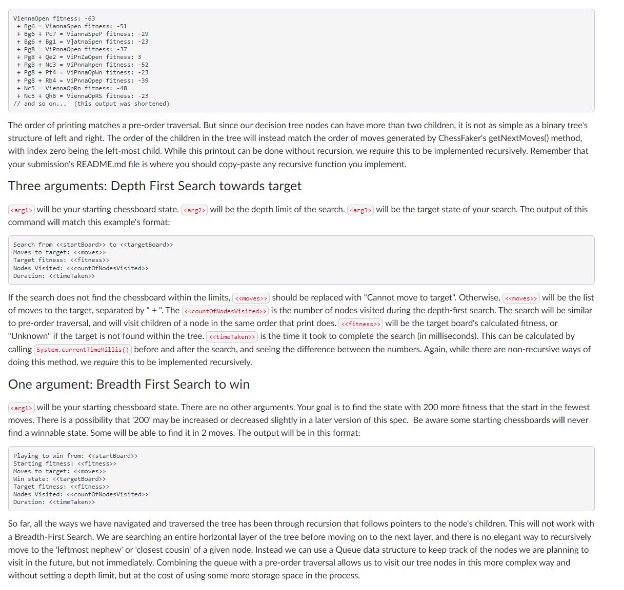 ViennaOpen fitness: -63
+ Bg6 - ViannaSpen fitness: -51
+ Bg6 + Pc7 - ViannaSpeP fitness: -29
+ Bg6 + Bg1 - VjatnaSpen fitness: -23
+ Pg8 - ViPnnaOpen fitness: -37
+ Pg8 + Qe2 - ViPnZaOpen fitness: 3
+ Pg8 + Nc3 - ViPnnahpen fitness: -52
+ Pg8 + Pt4 - ViPnnaOpWn fitness: -23
+ Pg8 + Rb4 - ViPnnaOpep fitness: -39
+ Nc5 - ViennaOpRn fitness: -48
+ Nc5 + Qh6 - ViennaOpRS fitness: -23
// and so on... (this output was shortened)
The order of printing matches a pre-order traversal. But since our decision tree nodes can have more than two children, it is not as simple as a binary tree's
structure of left and right. The order of the children in the tree will instead match the order of moves generated by ChessFaker's getNextMoves() method,
with index zero being the left-most child. While this printout can be done without recursion, we require this to be implemented recursively. Remember that
your submission's README.md file is where you should copy-paste any recursive function you implement.
Three arguments: Depth First Search towards target
<arg1> will be your starting chessboard state. <arg2> will be the depth limit of the search. <arg3> will be the target state of your search. The output of this
command will match this example's format:
Search from <<startBoard>> to <<targetBoard>>
Moves to target: <<moves>>
Target fitness: <<fitness>>
Nodes Visited: <<countOfNodesVisited>>
Duration: <<timeTaken>>
If the search does not find the chessboard within the limits, <<moves>> should be replaced with "Cannot move to target". Otherwise, <<moves>> will be the list
of moves to the target, separated by " + ". The <<countOfNodesVisited>> is the number of nodes visited during the depth-first search. The search will be similar
to pre-order traversal, and will visit children of a node in the same order that print does. <<fitness>> will be the target board's calculated fitness, or
"Unknown" if the target is not found within the tree. <<timeTaken>> is the time it took to complete the search (in milliseconds). This can be calculated by
calling System.currentTimeMillis() before and after the search, and seeing the difference between the numbers. Again, while there are non-recursive ways of
doing this method, we require this to be implemented recursively.
One argument: Breadth First Search to win
<arg1> will be your starting chessboard state. There are no other arguments. Your goal is to find the state with 200 more fitness that the start in the fewest
moves. There is a possibility that '200' may be increased or decreased slightly in a later version of this spec. Be aware some starting chessboards will never
find a winnable state. Some will be able to find it in 2 moves. The output will be in this format:
Playing to win from: <<startBoard>>
Starting fitness: <<fitness>>
Moves to target: <<moves>>
Win state: <<targetBoard>>
Target fitness: <<fitness>>
Nodes Visited: <<countOfNodesVisited>>
Duration: <<timeTaken>>
So far, all the ways we have navigated and traversed the tree has been through recursion that follows pointers to the node's children. This will not work with
a Breadth-First Search. We are searching an entire horizontal layer of the tree before moving on to the next layer, and there is no elegant way to recursively
move to the 'leftmost nephew' or 'closest cousin' of a given node. Instead we can use a Queue data structure to keep track of the nodes we are planning to
visit in the future, but not immediately. Combining the queue with a pre-order traversal allows us to visit our tree nodes in this more complex way and
without setting a depth limit, but at the cost of using some more storage space in the process.